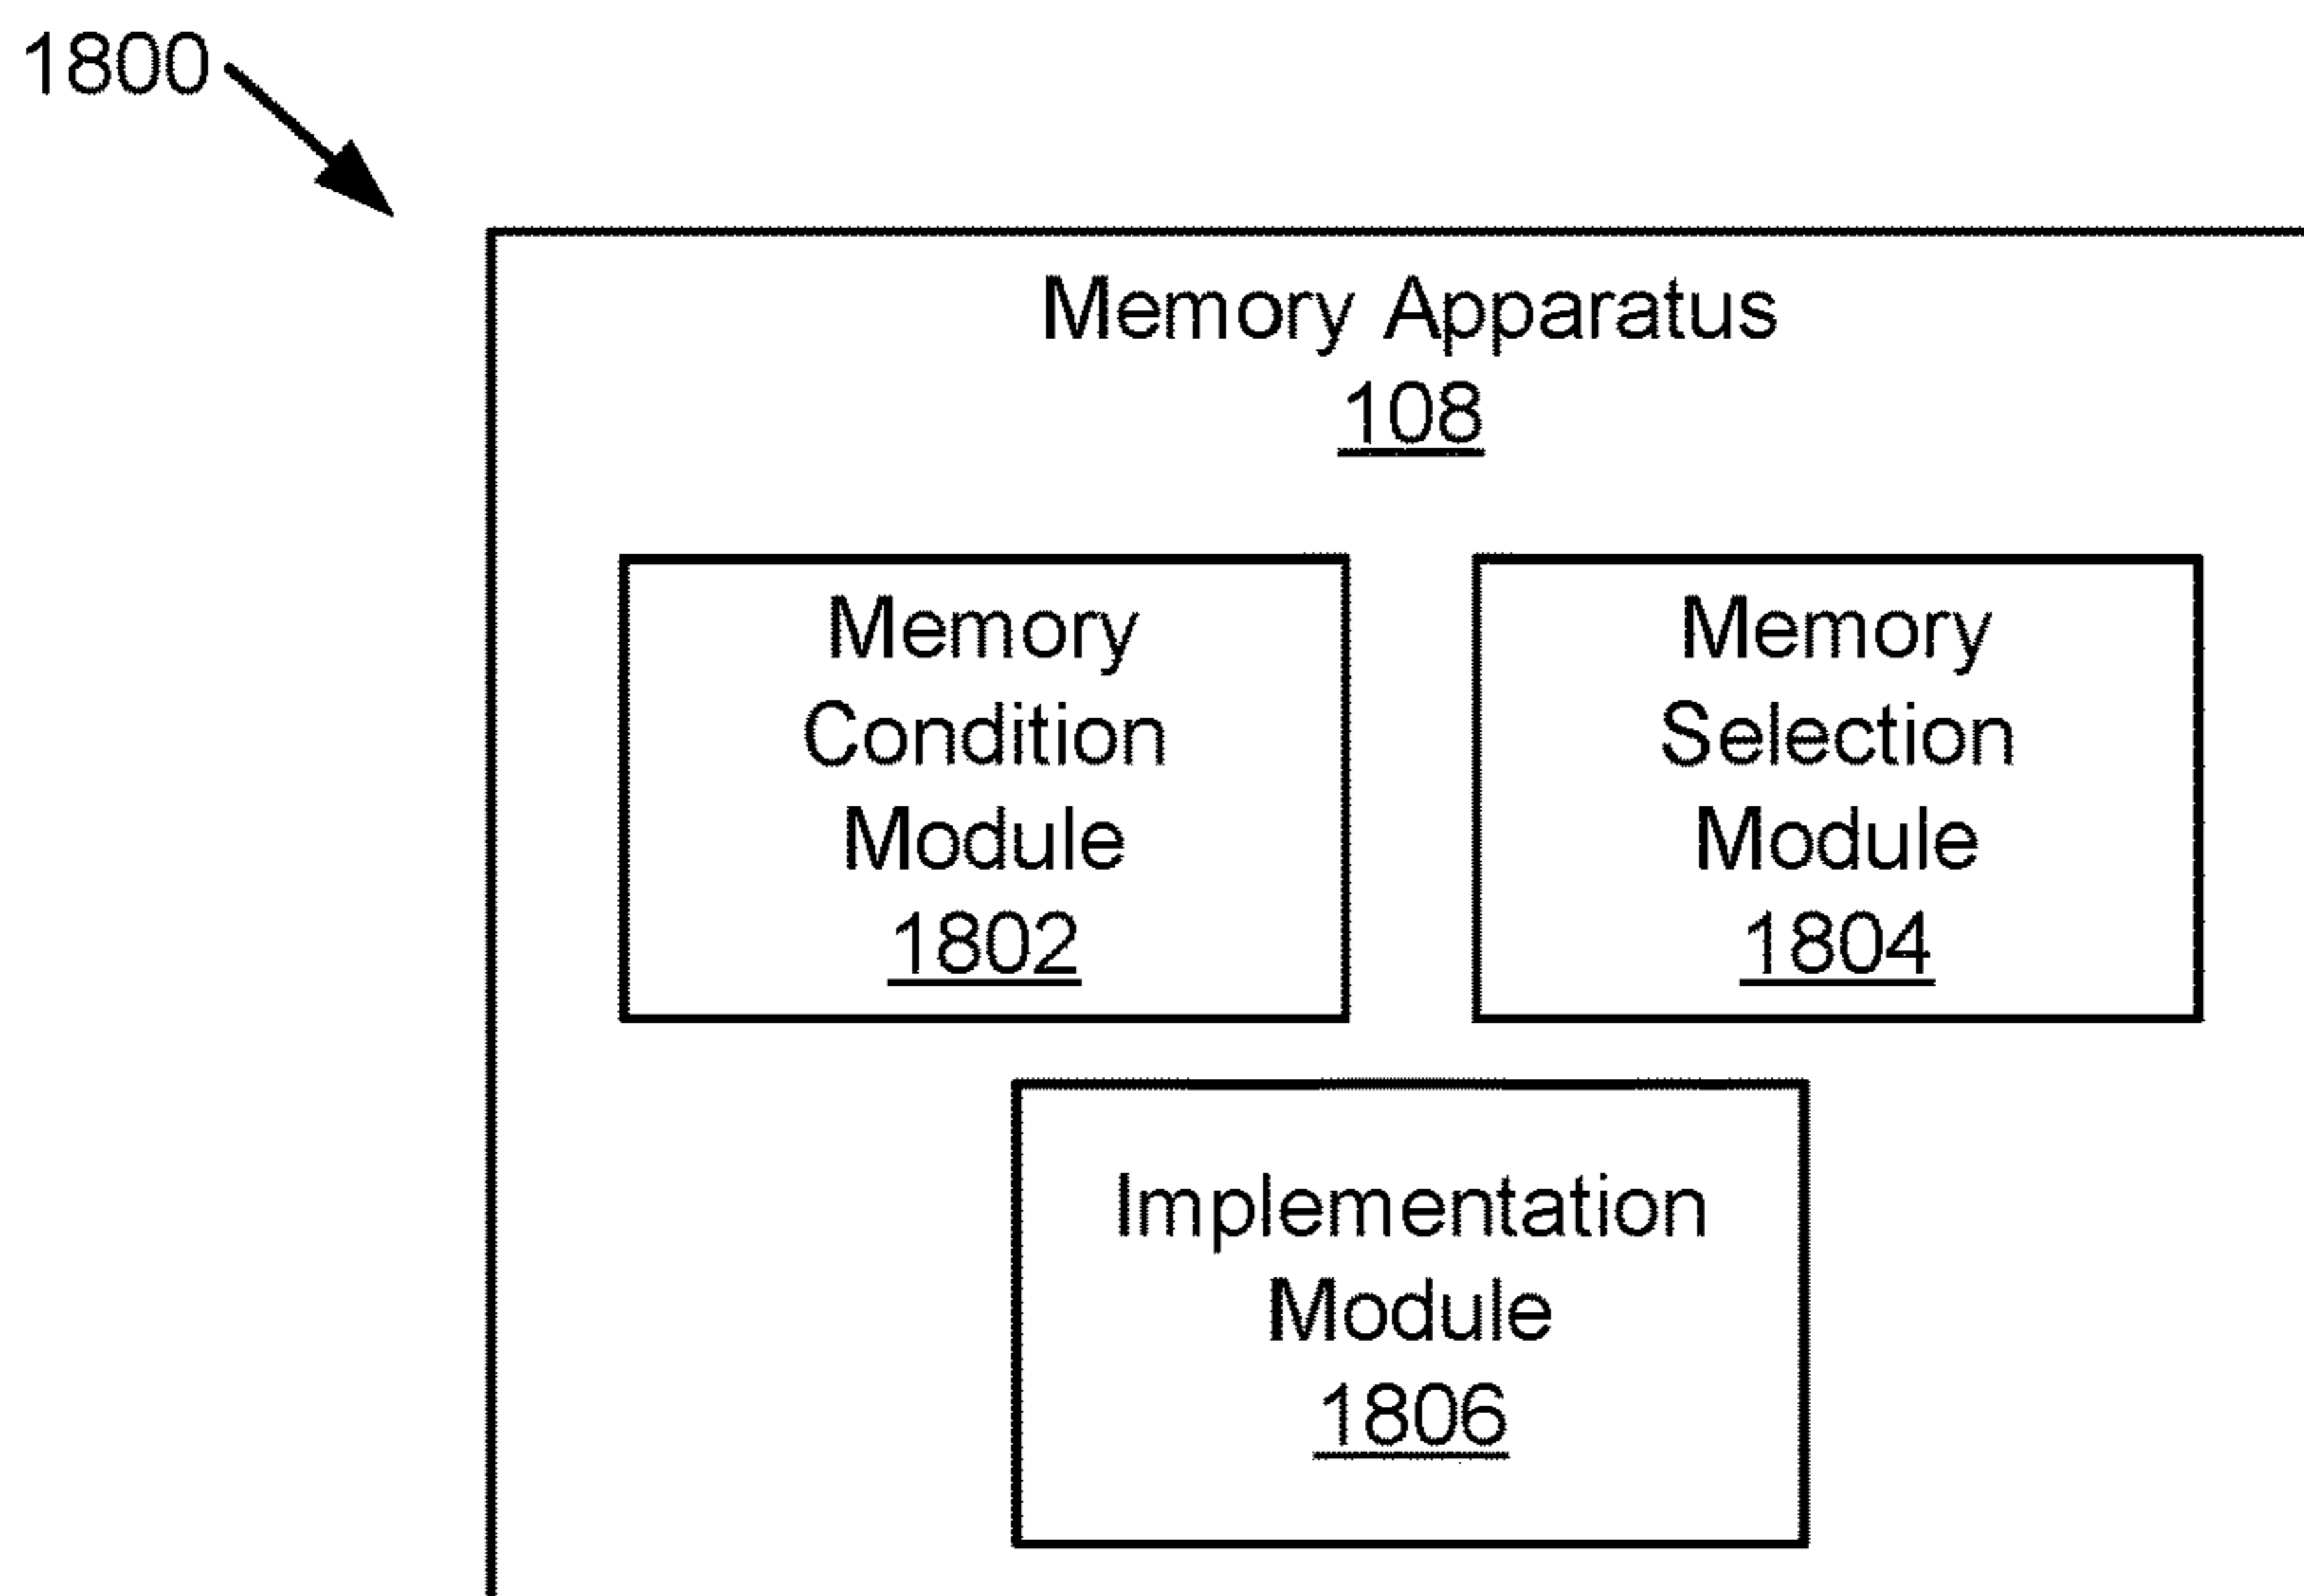 1800
Memory Apparatus
108
Memory
Condition
Module
1802
Memory
Selection
Module
1804
Implementation
Module
1806